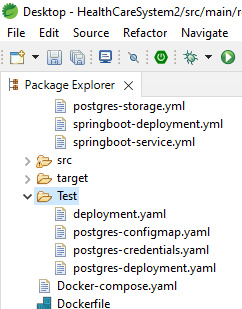 Desktop - HealthCareSystem2/src/main/r
File Edit Source Refactor Navigate
Package Explorer
postgres-storage.yml
springboot-deployment.yml
springboot-service.yml
src
target
Test
deployment.yaml
postgres-configmap.yaml
postgres-credentials.yaml
postgres-deployment.yaml
Docker-compose.yaml
Dockerfile